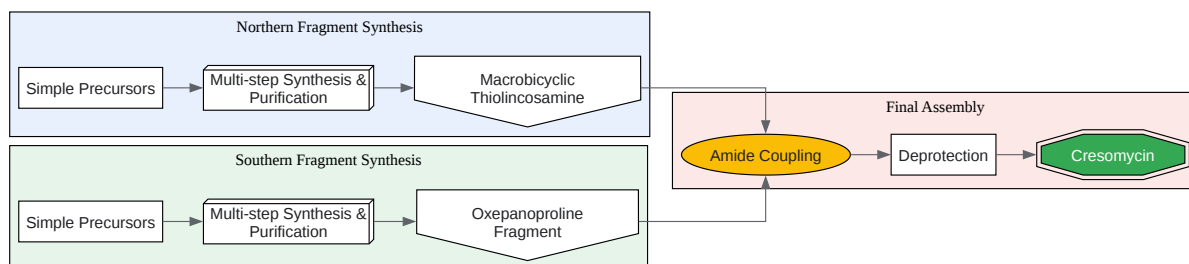 Northern Fragment Synthesis
Simple Precursors
Multi-step Synthesis &
Purification
Macrobicyclic
Thiolincosamine
Southern Fragment Synthesis
Simple Precursors
Multi-step Synthesis &
Purification
Oxepanoproline
Fragment
Final Assembly
Amide Coupling
Deprotection
Cresomycin